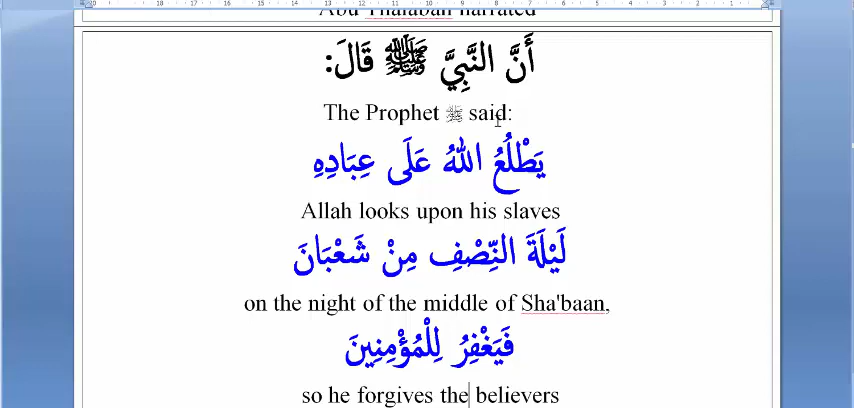 Abu Thalaban narrated
أَنَّ النَّبِيَّ ﷺ قَالَ:
The Prophet ﷺ said:
يَطْلُعُ اللهُ عَلَى عِبَادِهِ
Allah looks upon his slaves
لَيْلَةَ النِّصْفِ مِنْ شَعْبَانَ
on the night of the middle of Sha'baan,
فَيَغْفِرُ لِلْمُؤْمِنِينَ
so he forgives the believers